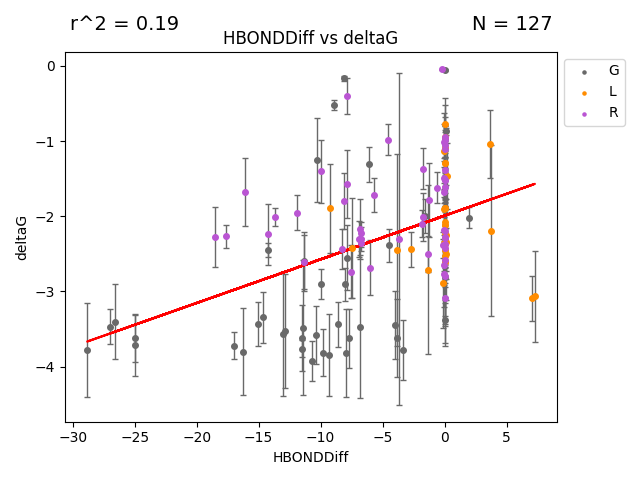 r^2 = 0.19
N = 127
HBONDDiff vs deltaG
G
L
R
0
−1
−2
−3
−4
deltaG
−30
−25
−20
−15
−10
−5
0
5
HBONDDiff